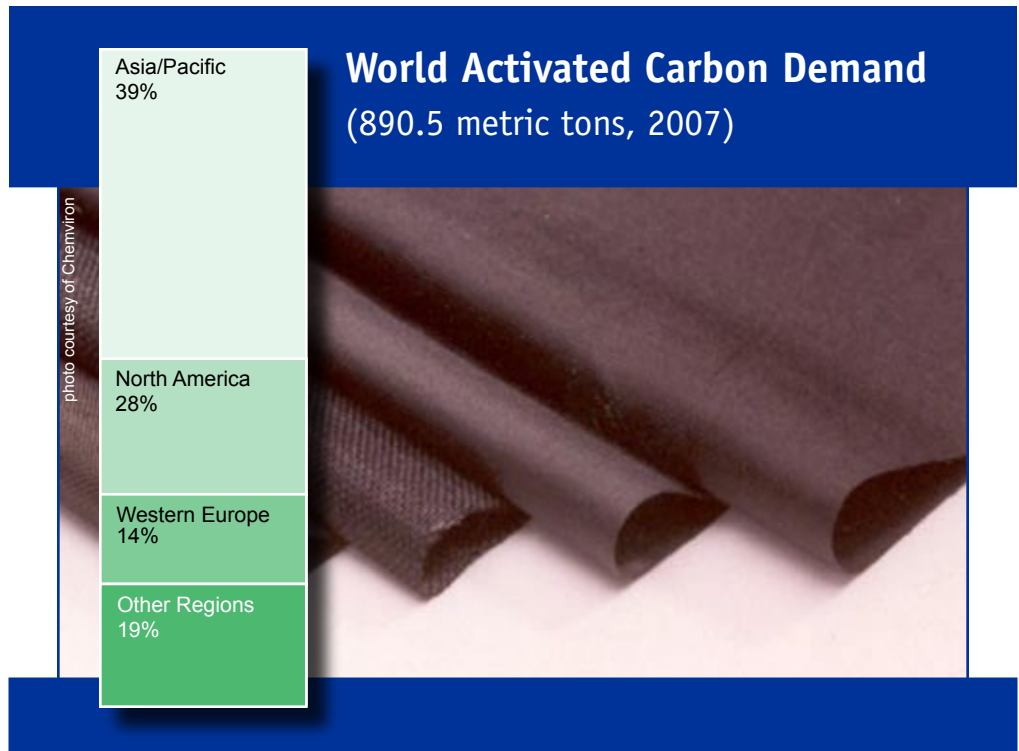 World Activated Carbon Demand
(890.5 metric tons, 2007)
Asia/Pacific
39%
North America
28%
Western Europe
14%
Other Regions
19%
photo courtesy of Chemviron